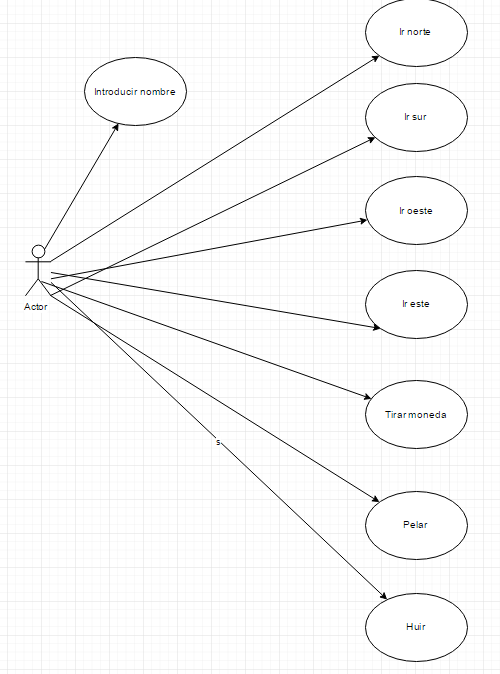 Ir norte
Introducir nombre
Ir sur
Ir oeste
Actor
Ir este
Tirar moneda
s
Pelar
Huir